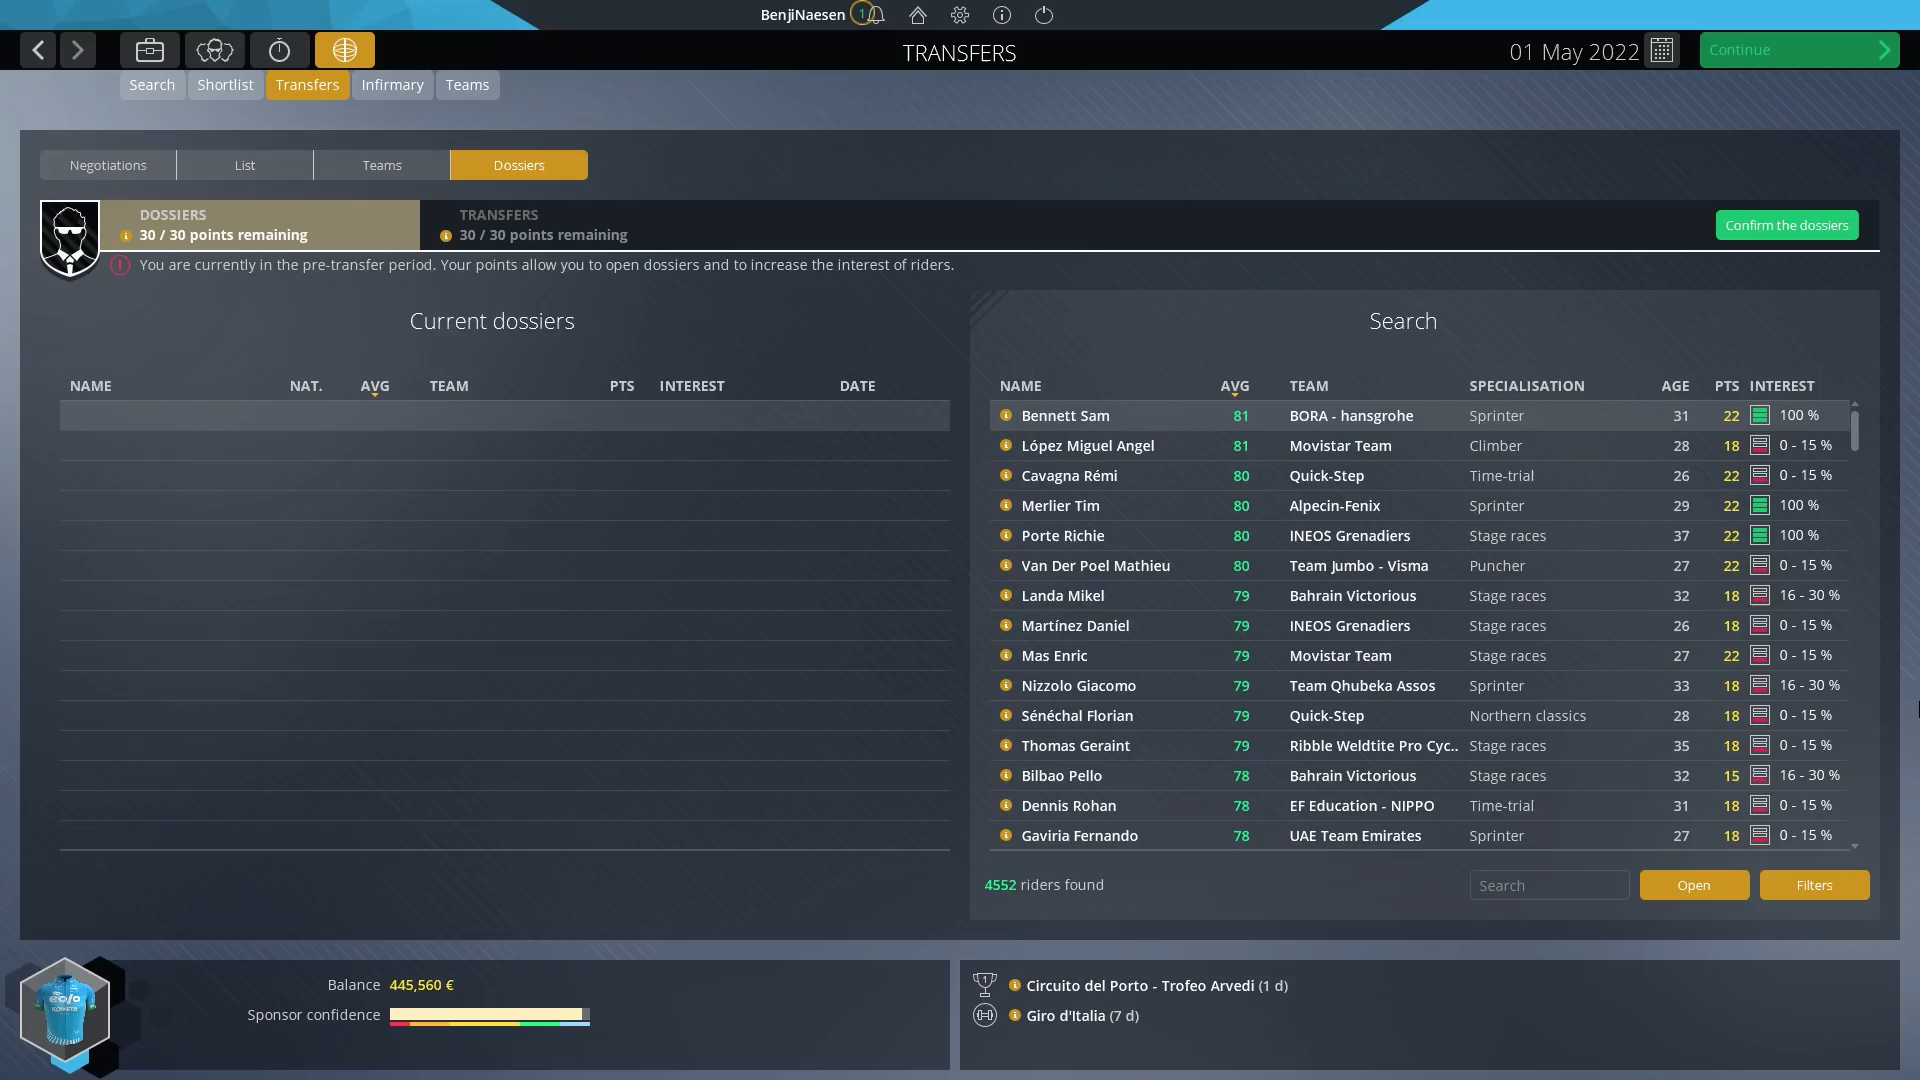 BenjiNaesen 1
TRANSFERS
01 May 2022
Continue
Search Shortlist Transfers Infirmary Teams
Negotiations List Teams Dossiers
DOSSIERS
30 / 30 points remaining
TRANSFERS
30 / 30 points remaining
Confirm the dossiers
You are currently in the pre-transfer period. Your points allow you to open dossiers and to increase the interest of riders.
Current dossiers
NAME NAT. AVG TEAM PTS INTEREST DATE
Search
NAME AVG TEAM SPECIALISATION AGE PTS INTEREST
Bennett Sam 81 BORA - hansgrohe Sprinter 31 22 100 %
López Miguel Angel 81 Movistar Team Climber 28 18 0 - 15 %
Cavagna Rémi 80 Quick-Step Time-trial 26 22 0 - 15 %
Merlier Tim 80 Alpecin-Fenix Sprinter 29 22 100 %
Porte Richie 80 INEOS Grenadiers Stage races 37 22 100 %
Van Der Poel Mathieu 80 Team Jumbo - Visma Puncher 27 22 0 - 15 %
Landa Mikel 79 Bahrain Victorious Stage races 32 18 16 - 30 %
Martínez Daniel 79 INEOS Grenadiers Stage races 26 18 0 - 15 %
Mas Enric 79 Movistar Team Stage races 27 22 0 - 15 %
Nizzolo Giacomo 79 Team Qhubeka Assos Sprinter 33 18 16 - 30 %
Sénéchal Florian 79 Quick-Step Northern classics 28 18 0 - 15 %
Thomas Geraint 79 Ribble Weldtite Pro Cyc.. Stage races 35 18 0 - 15 %
Bilbao Pello 78 Bahrain Victorious Stage races 32 15 16 - 30 %
Dennis Rohan 78 EF Education - NIPPO Time-trial 31 18 0 - 15 %
Gaviria Fernando 78 UAE Team Emirates Sprinter 27 18 0 - 15 %
4552 riders found
Search
Open
Filters
eolo
KOMETA
Balance 445,560 €
Sponsor confidence
1
Circuito del Porto - Trofeo Arvedi (1 d)
Giro d'Italia (7 d)